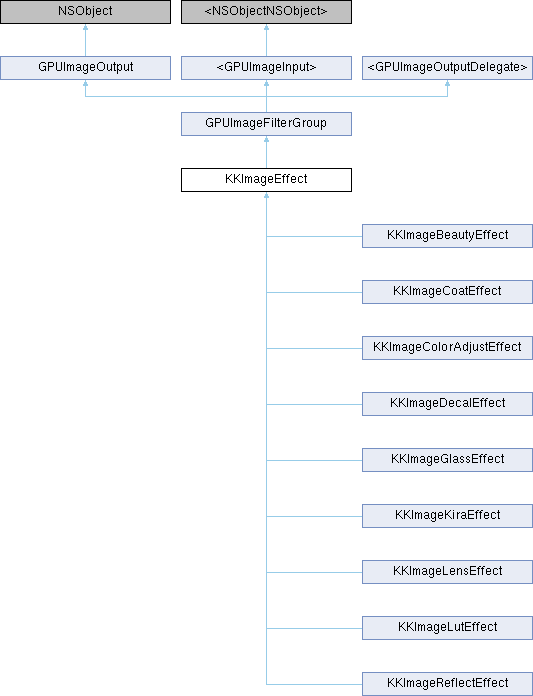 NSObject
<NSObjectNSObject>
GPUImageOutput
<GPUImageInput>
<GPUImageOutputDelegate>
GPUImageFilterGroup
KKImageEffect
KKImageBeautyEffect
KKImageCoatEffect
KKImageColorAdjustEffect
KKImageDecalEffect
KKImageGlassEffect
KKImageKiraEffect
KKImageLensEffect
KKImageLutEffect
KKImageReflectEffect